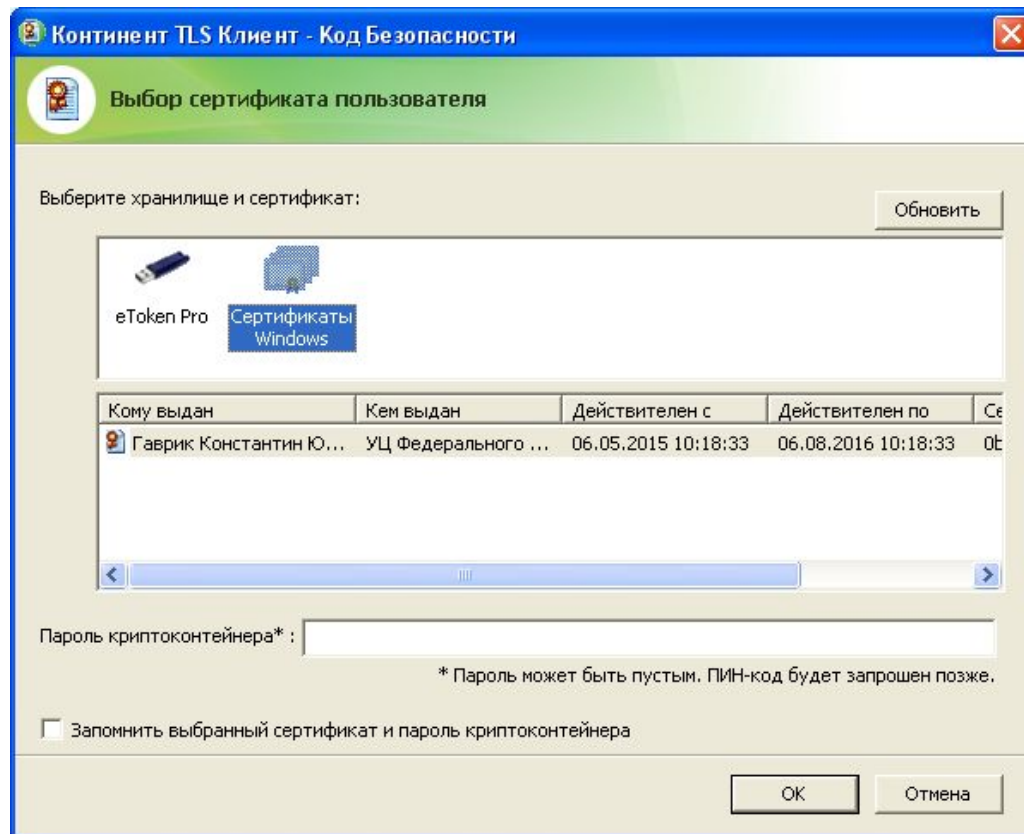 Континент TLS Клиент - Код Безопасности
Выбор сертификата пользователя
Выберите хранилище и сертификат:
Обновить
eToken Pro
Сертификаты
Windows
Кому выдан Кем выдан Действителен с Действителен по Се
Гаврик Константин Ю... УЦ Федерального ... 06.05.2015 10:18:33 06.08.2016 10:18:33 0b
Пароль криптоконтейнера* :
* Пароль может быть пустым. ПИН-код будет запрошен позже.
Запомнить выбранный сертификат и пароль криптоконтейнера
OK Отмена